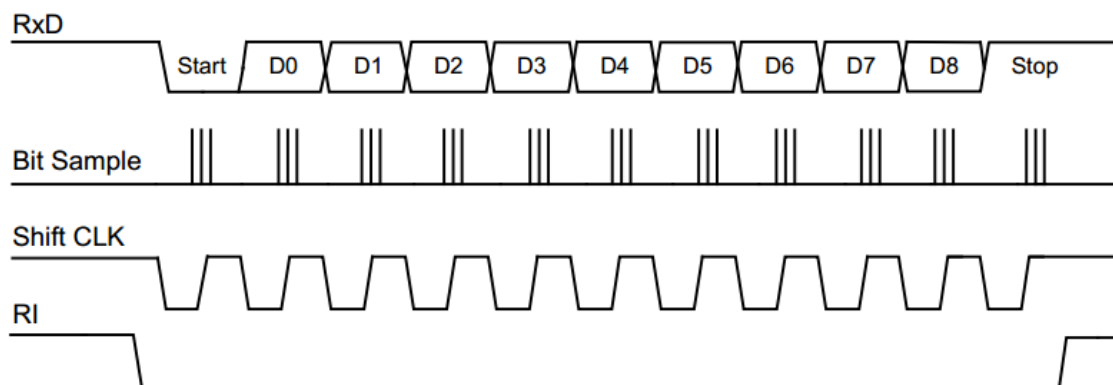 RxD
Start D0 D1 D2 D3 D4 D5 D6 D7 D8 Stop
Bit Sample
Shift CLK
RI